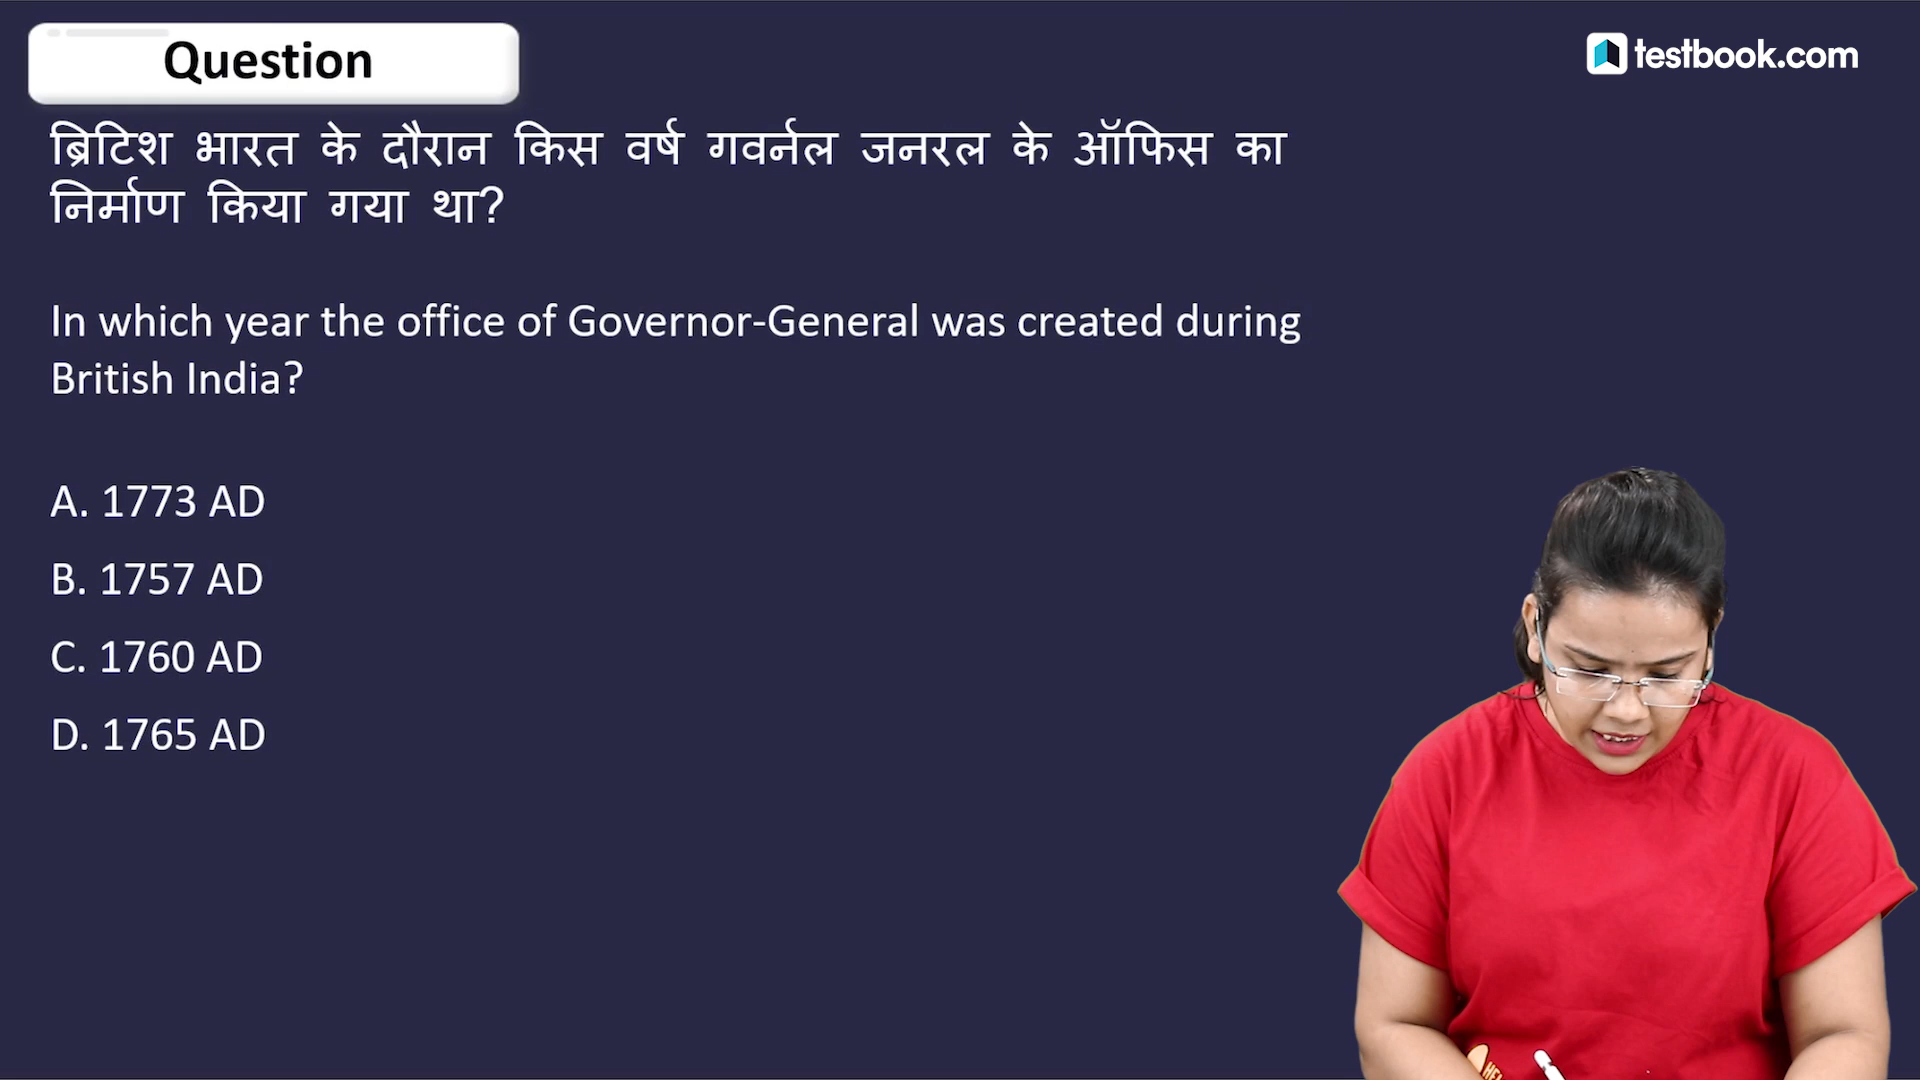 Question
testbook.com
ब्रिटिश भारत के दौरान किस वर्ष गवर्नल जनरल के ऑफिस का
निर्माण किया गया था?
In which year the office of Governor-General was created during
British India?
A. 1773 AD
B. 1757 AD
C. 1760 AD
D. 1765 AD